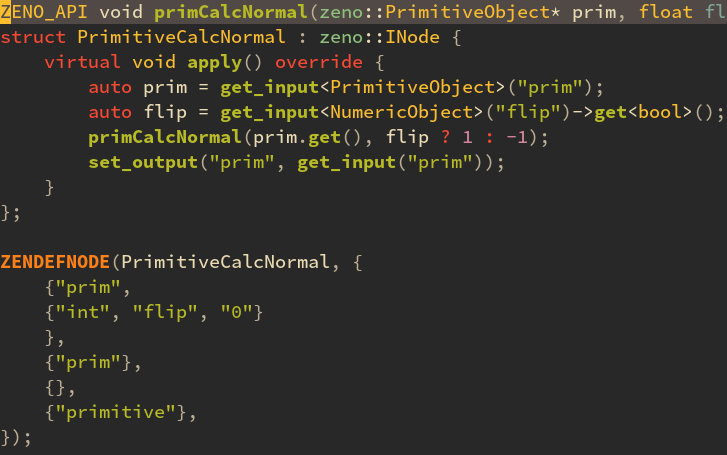 ZENO_API void primCalcNormal(zeno::PrimitiveObject* prim, float fl
struct PrimitiveCalcNormal : zeno::INode {
    virtual void apply() override {
        auto prim = get_input<PrimitiveObject>("prim");
        auto flip = get_input<NumericObject>("flip")->get<bool>();
        primCalcNormal(prim.get(), flip ? 1 : -1);
        set_output("prim", get_input("prim"));
    }
};

ZENDEFNODE(PrimitiveCalcNormal, {
    {"prim",
    {"int", "flip", "0"}
    },
    {"prim"},
    {},
    {"primitive"},
});